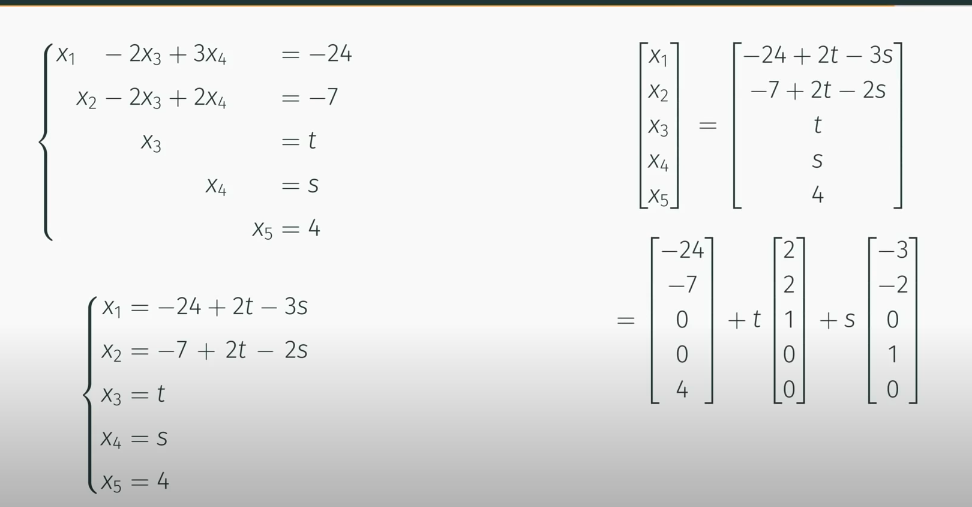 x₁ − 2x₃ + 3x₄ = −24
x₂ − 2x₃ + 2x₄ = −7
x₃ = t
x₄ = s
x₅ = 4
x₁ = −24 + 2t − 3s
x₂ = −7 + 2t − 2s
x₃ = t
x₄ = s
x₅ = 4
[x₁ x₂ x₃ x₄ x₅] = [−24 + 2t − 3s −7 + 2t − 2s t s 4]
= [−24 −7 0 0 4] + t [2 2 1 0 0] + s [−3 −2 0 1 0]